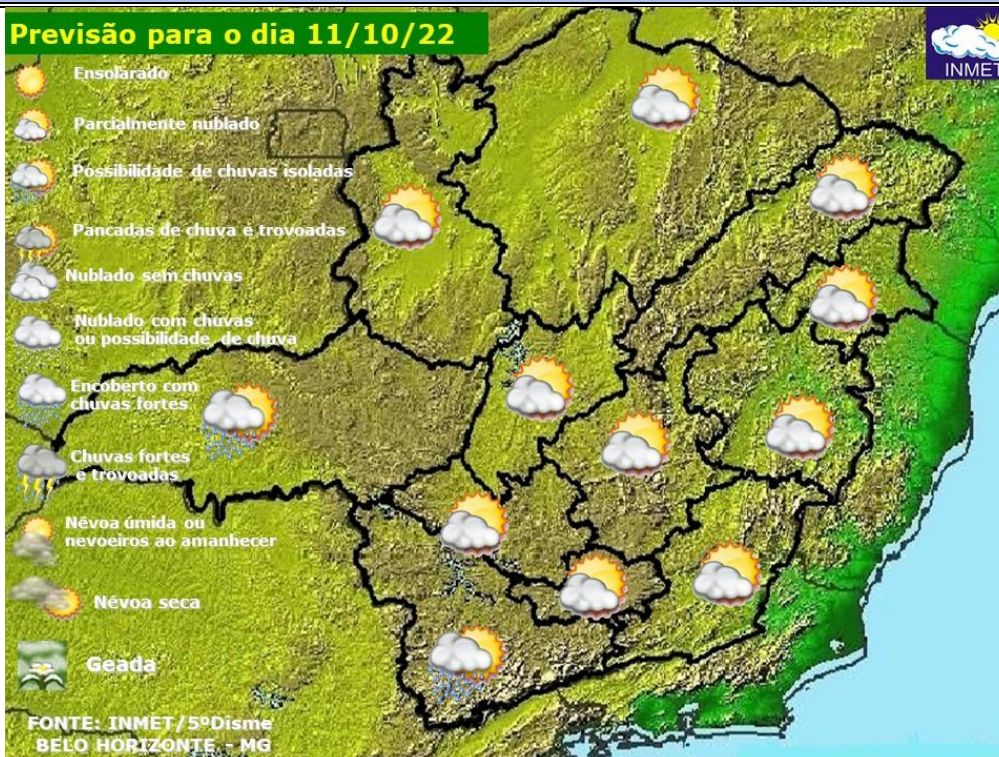 Previsão para o dia 11/10/22
INMET
Ensolarado
Parcialmente nublado
Possibilidade de chuvas isoladas
Pancadas de chuva e trovoadas
Nublado sem chuvas
Nublado com chuvas
ou possibilidade de chuva
Encoberto com
chuvas fortes
Chuvas fortes
e trovoadas
Névoa úmida ou
nevoeiros ao amanhecer
Névoa seca
Geada
FONTE: INMET/5ºDisme
BELO HORIZONTE - MG